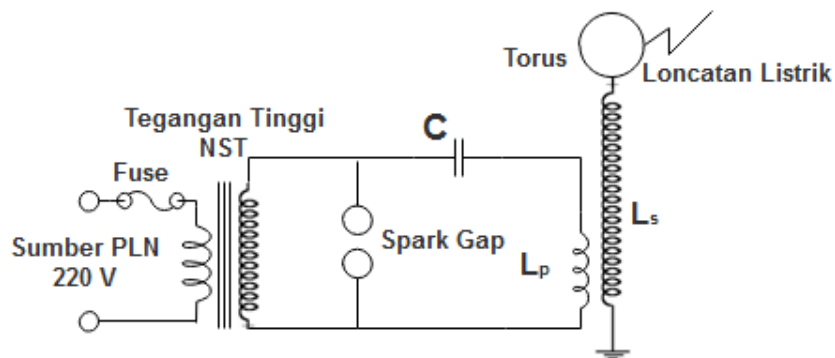 Torus
Loncatan Listrik
Tegangan Tinggi
NST
C
Fuse
Sumber PLN
220 V
Spark Gap
Lp
Ls